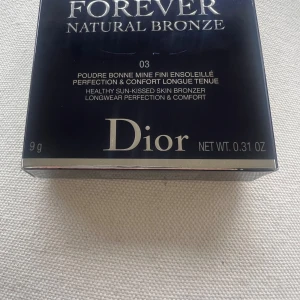 FOREVER
NATURAL BRONZE
03
POUDRE BONNE MINE FINI ENSOLEILLÉ
PERFECTION & CONFORT LONGUE TENUE
HEALTHY SUN-KISSED SKIN BRONZER
LONGWEAR PERFECTION & COMFORT
9 g Dior NET WT. 0.31 OZ